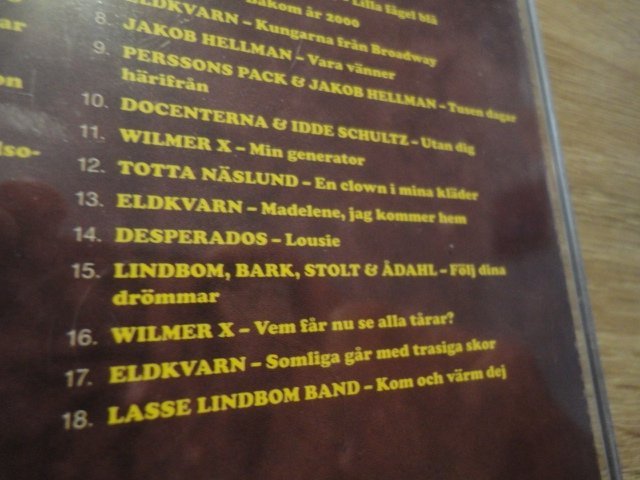 Lilla fågel blå
år 2000
ELDKVARN – Kungarna från Broadway
8. JAKOB HELLMAN – Vara vänner
9. PERSSONS PACK & JAKOB HELLMAN – Tusen dagar
härifrån
10. DOCENTERNA & IDDE SCHULTZ – Utan dig
11. WILMER X – Min generator
12. TOTTA NÄSLUND – En clown i mina kläder
13. ELDKVARN – Madelene, jag kommer hem
14. DESPERADOS – Lousie
15. LINDBOM, BARK, STOLT & ÅDAHL – Följ dina
drömmar
16. WILMER X – Vem får nu se alla tårar?
17. ELDKVARN – Somliga går med trasiga skor
18. LASSE LINDBOM BAND – Kom och värm dej